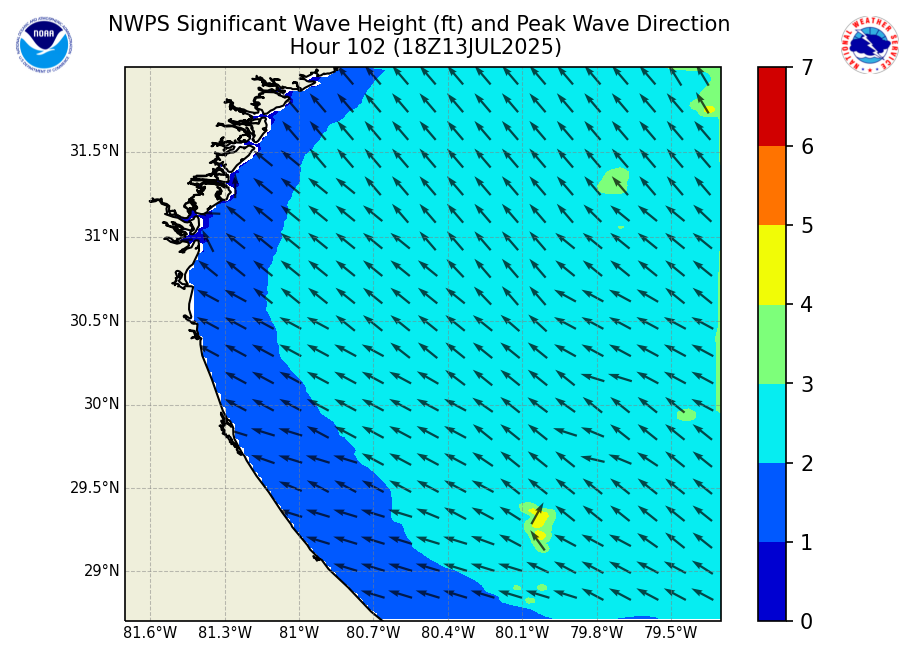 NWPS Significant Wave Height (ft) and Peak Wave Direction
Hour 102 (18Z13JUL2025)
NOAA
NATIONAL WEATHER SERVICE
7
6
5
4
3
2
1
0
31.5°N
31°N
30.5°N
30°N
29.5°N
29°N
81.6°W 81.3°W 81°W 80.7°W 80.4°W 80.1°W 79.8°W 79.5°W